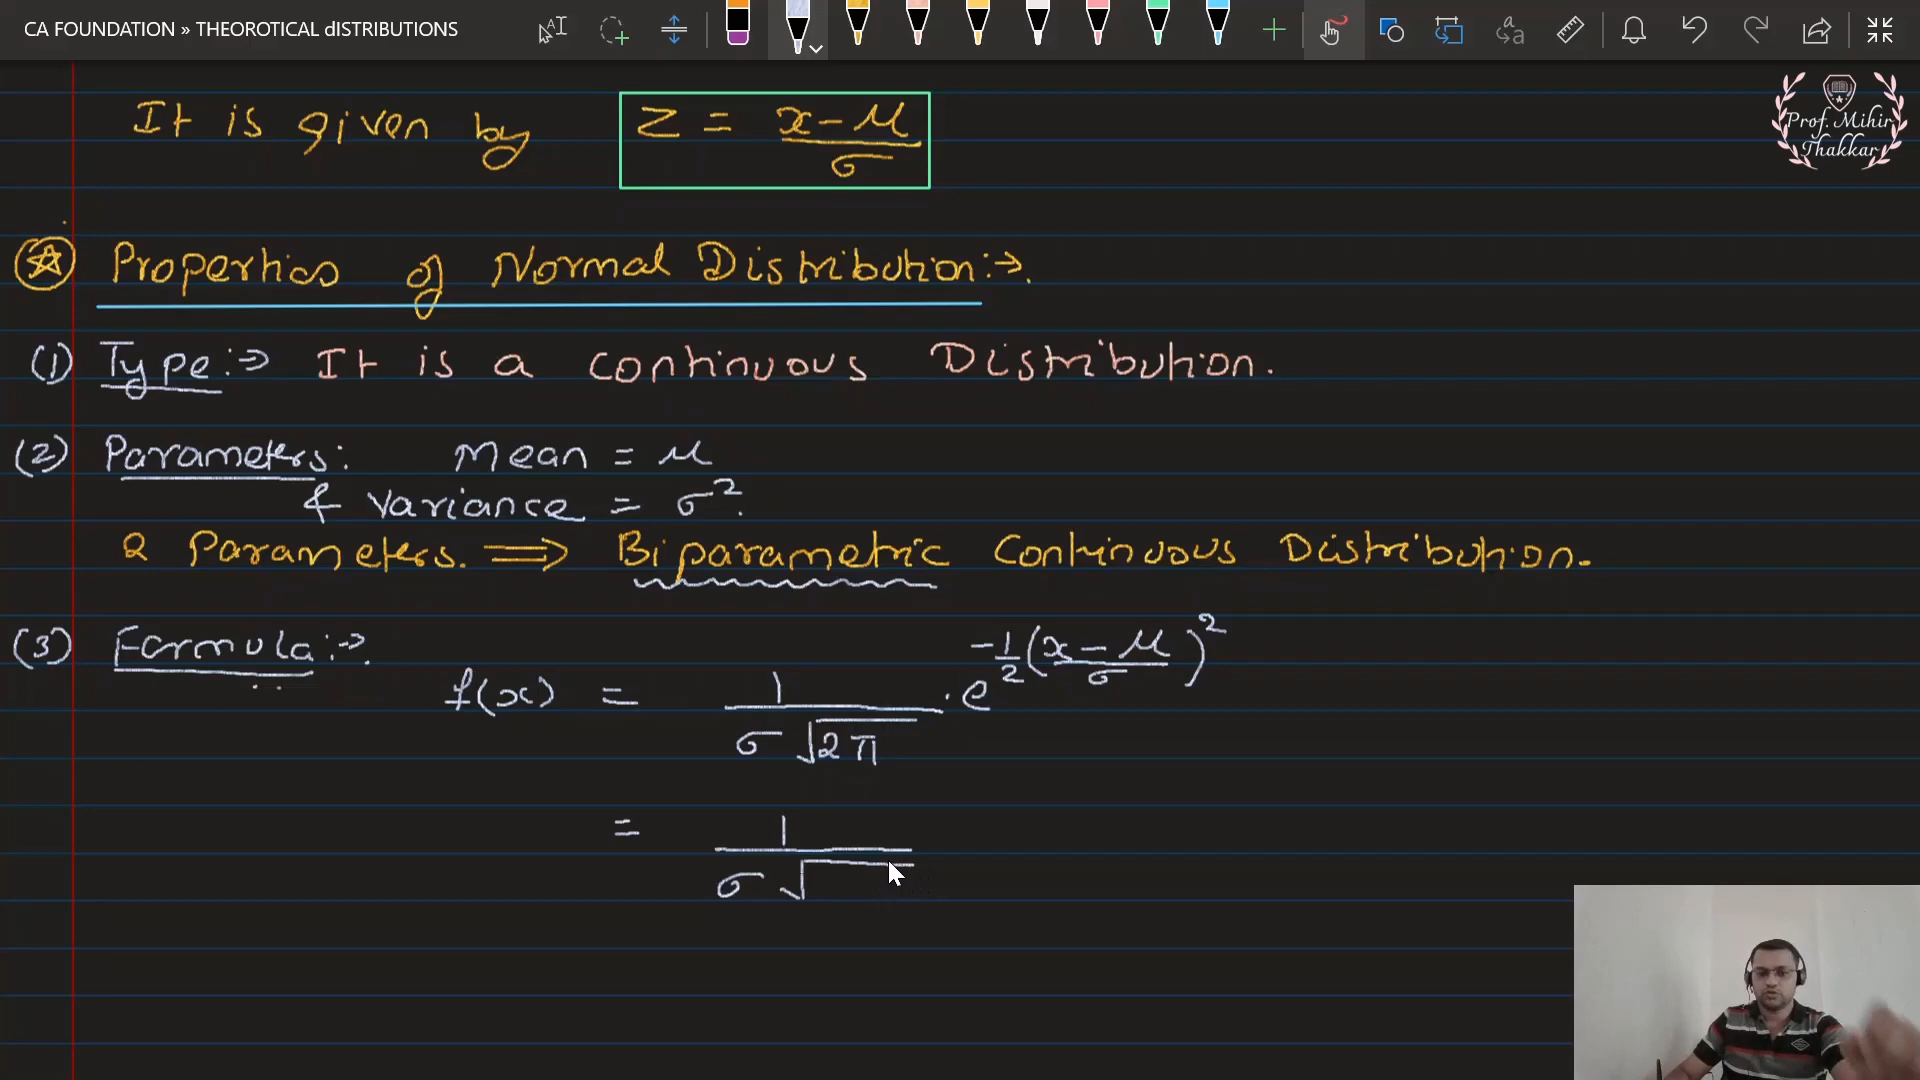 CA FOUNDATION » THEOROTICAL dISTRIBUTIONS
Prof. Mihir
Thakkar
It is given by z = x-μ/σ
Properties of Normal Distribution:→.
(1) Type:→ It is a continuous Distribution.
(2) Parameters: Mean = μ
& variance = σ².
2 Parameters. ⟹ Biparametric Continuous Distribution.
(3) Formula:→.
f(x) = 1/σ√2π · e^-1/2(x-μ/σ)²
= 1/σ√